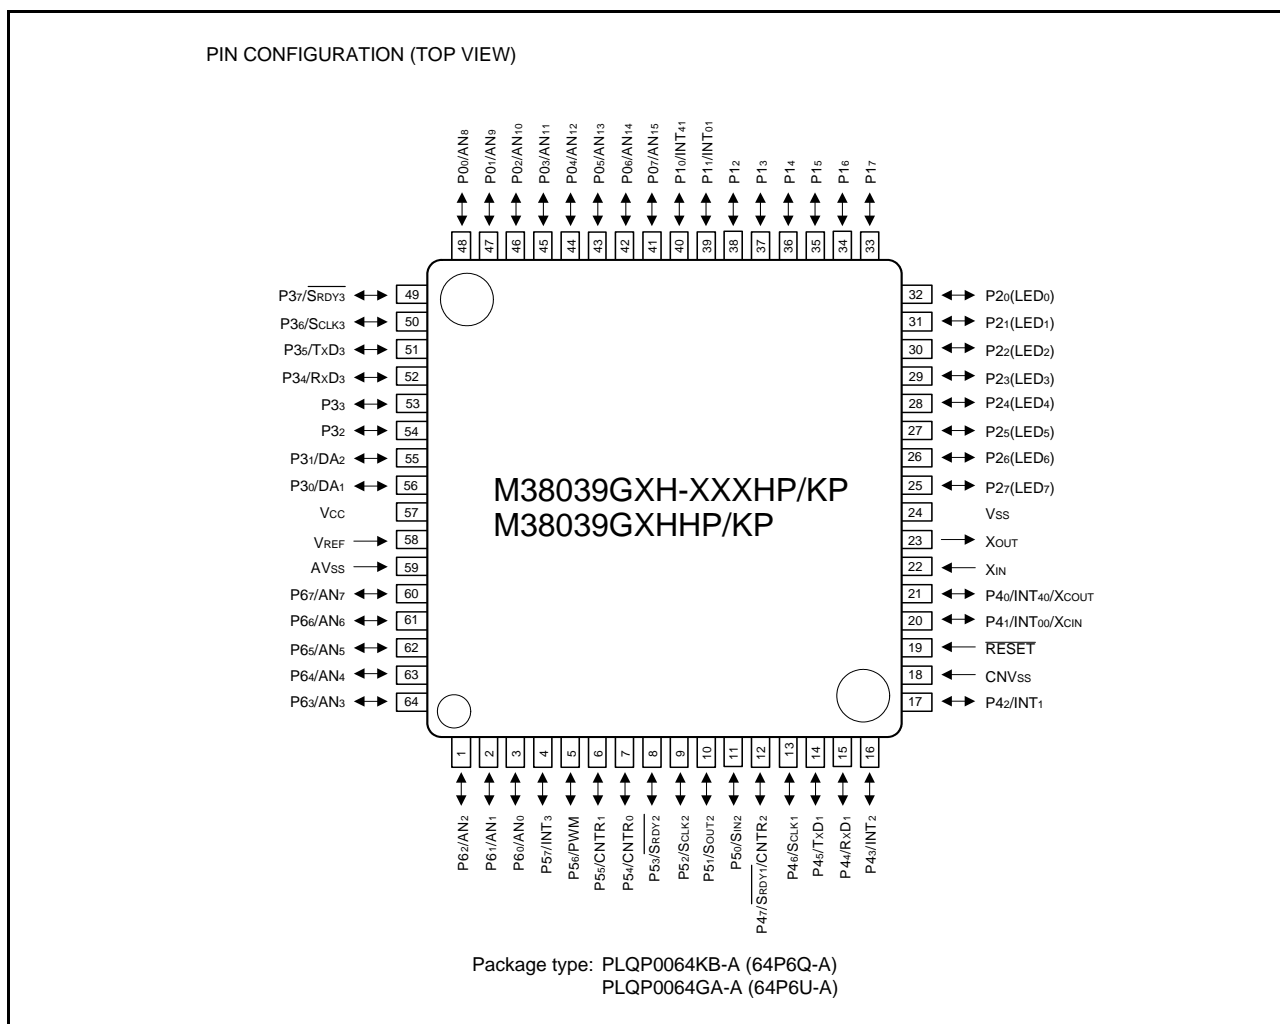 PIN CONFIGURATION (TOP VIEW)
P00/AN8
P01/AN9
P02/AN10
P03/AN11
P04/AN12
P05/AN13
P06/AN14
P07/AN15
P10/INT41
P11/INT01
P12
P13
P14
P15
P16
P17
48 47 46 45 44 43 42 41 40 39 38 37 36 35 34 33
P37/SRDY3 49
P36/SCLK3 50
P35/TXD3 51
P34/RXD3 52
P33 53
P32 54
P31/DA2 55
P30/DA1 56
VCC 57
VREF 58
AVSS 59
P67/AN7 60
P66/AN6 61
P65/AN5 62
P64/AN4 63
P63/AN3 64
M38039GXH-XXXHP/KP
M38039GXHHP/KP
32 P20(LED0)
31 P21(LED1)
30 P22(LED2)
29 P23(LED3)
28 P24(LED4)
27 P25(LED5)
26 P26(LED6)
25 P27(LED7)
24 VSS
23 XOUT
22 XIN
21 P40/INT40/XCOUT
20 P41/INT00/XCIN
19 RESET
18 CNVSS
17 P42/INT1
1 2 3 4 5 6 7 8 9 10 11 12 13 14 15 16
P62/AN2
P61/AN1
P60/AN0
P57/INT3
P56/PWM
P55/CNTR1
P54/CNTR0
P53/SRDY2
P52/SCLK2
P51/SOUT2
P50/SIN2
P47/SRDY1/CNTR2
P46/SCLK1
P45/TXD1
P44/RXD1
P43/INT2
Package type: PLQP0064KB-A (64P6Q-A)
PLQP0064GA-A (64P6U-A)